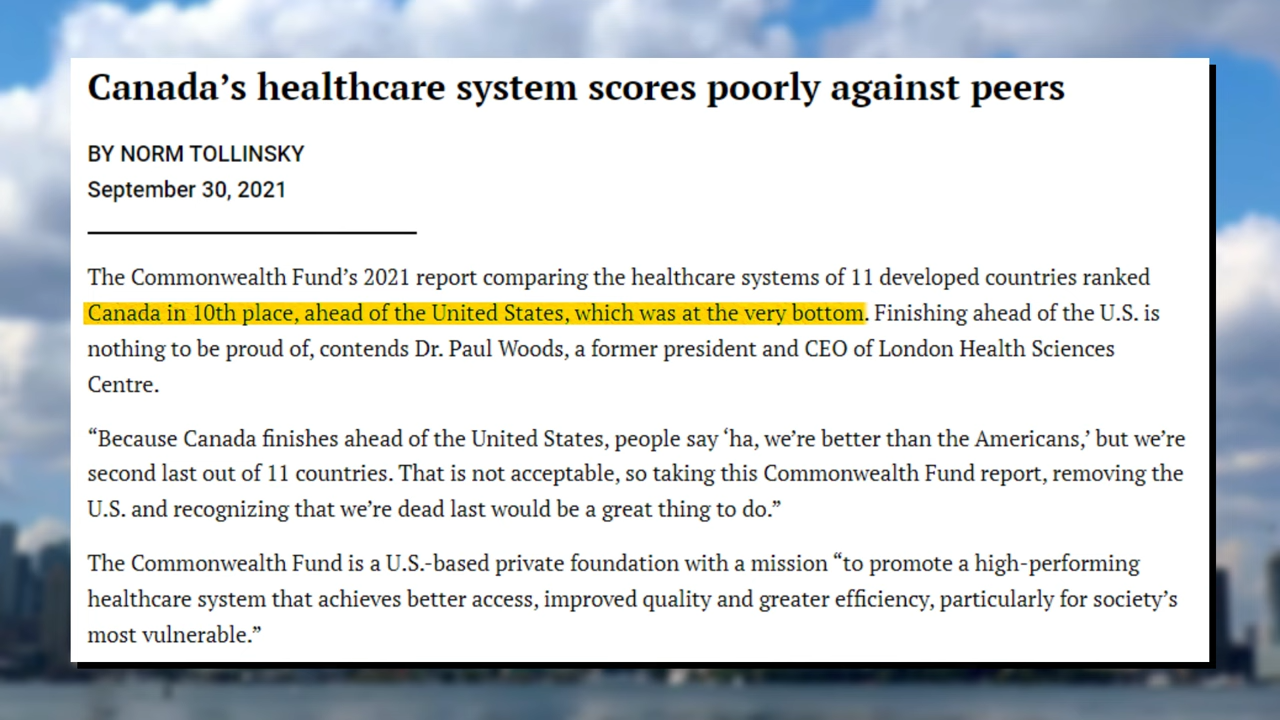 Canada’s healthcare system scores poorly against peers
BY NORM TOLLINSKY
September 30, 2021
The Commonwealth Fund’s 2021 report comparing the healthcare systems of 11 developed countries ranked
Canada in 10th place, ahead of the United States, which was at the very bottom. Finishing ahead of the U.S. is
nothing to be proud of, contends Dr. Paul Woods, a former president and CEO of London Health Sciences
Centre.
“Because Canada finishes ahead of the United States, people say ‘ha, we’re better than the Americans,’ but we’re
second last out of 11 countries. That is not acceptable, so taking this Commonwealth Fund report, removing the
U.S. and recognizing that we’re dead last would be a great thing to do.”
The Commonwealth Fund is a U.S.-based private foundation with a mission “to promote a high-performing
healthcare system that achieves better access, improved quality and greater efficiency, particularly for society’s
most vulnerable.”